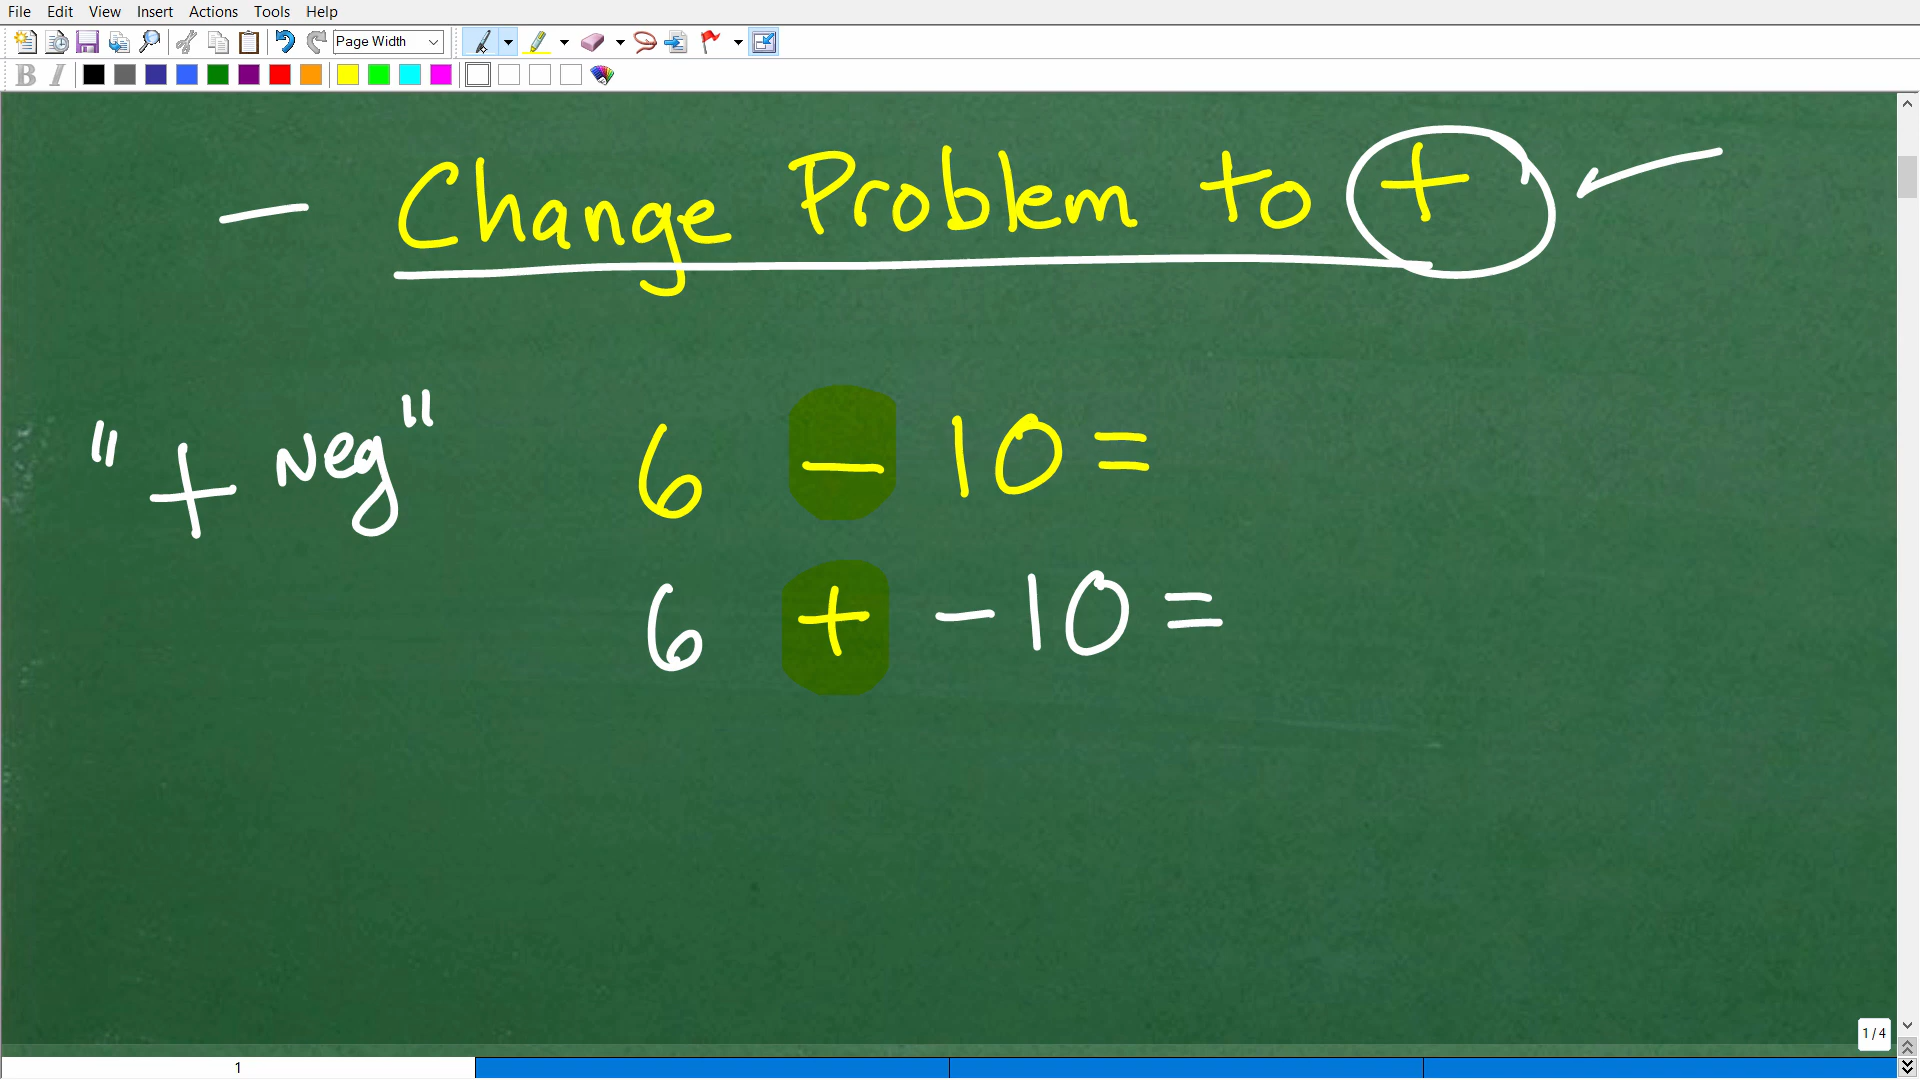 File Edit View Insert Actions Tools Help
Page Width
B I
— Change Problem to +
"+ Neg"
6 - 10 =
6 + -10 =
1 / 4
1